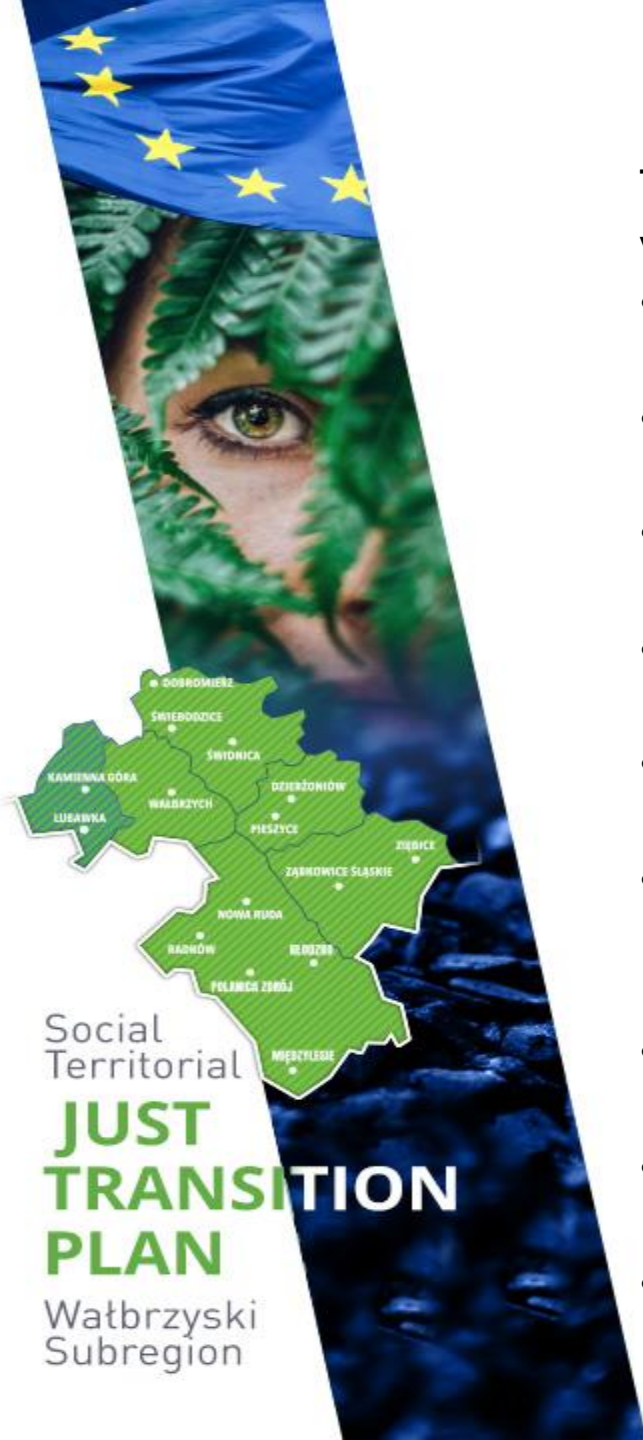 DOBROMIERZ
ŚWIEBODZICE
ŚWIDNICA
KAMIENNA GÓRA
DZIERŻONIÓW
WAŁBRZYCH
LUBAWKA
PIESZYCE
ZIĘBICE
ZĄBKOWICE ŚLĄSKIE
NOWA RUDA
RADKÓW
KŁODZKO
POLANICA ZDRÓJ
MIĘDZYLESIE
Social
Territorial
JUST
TRANSITION
PLAN
Wałbrzyski
Subregion